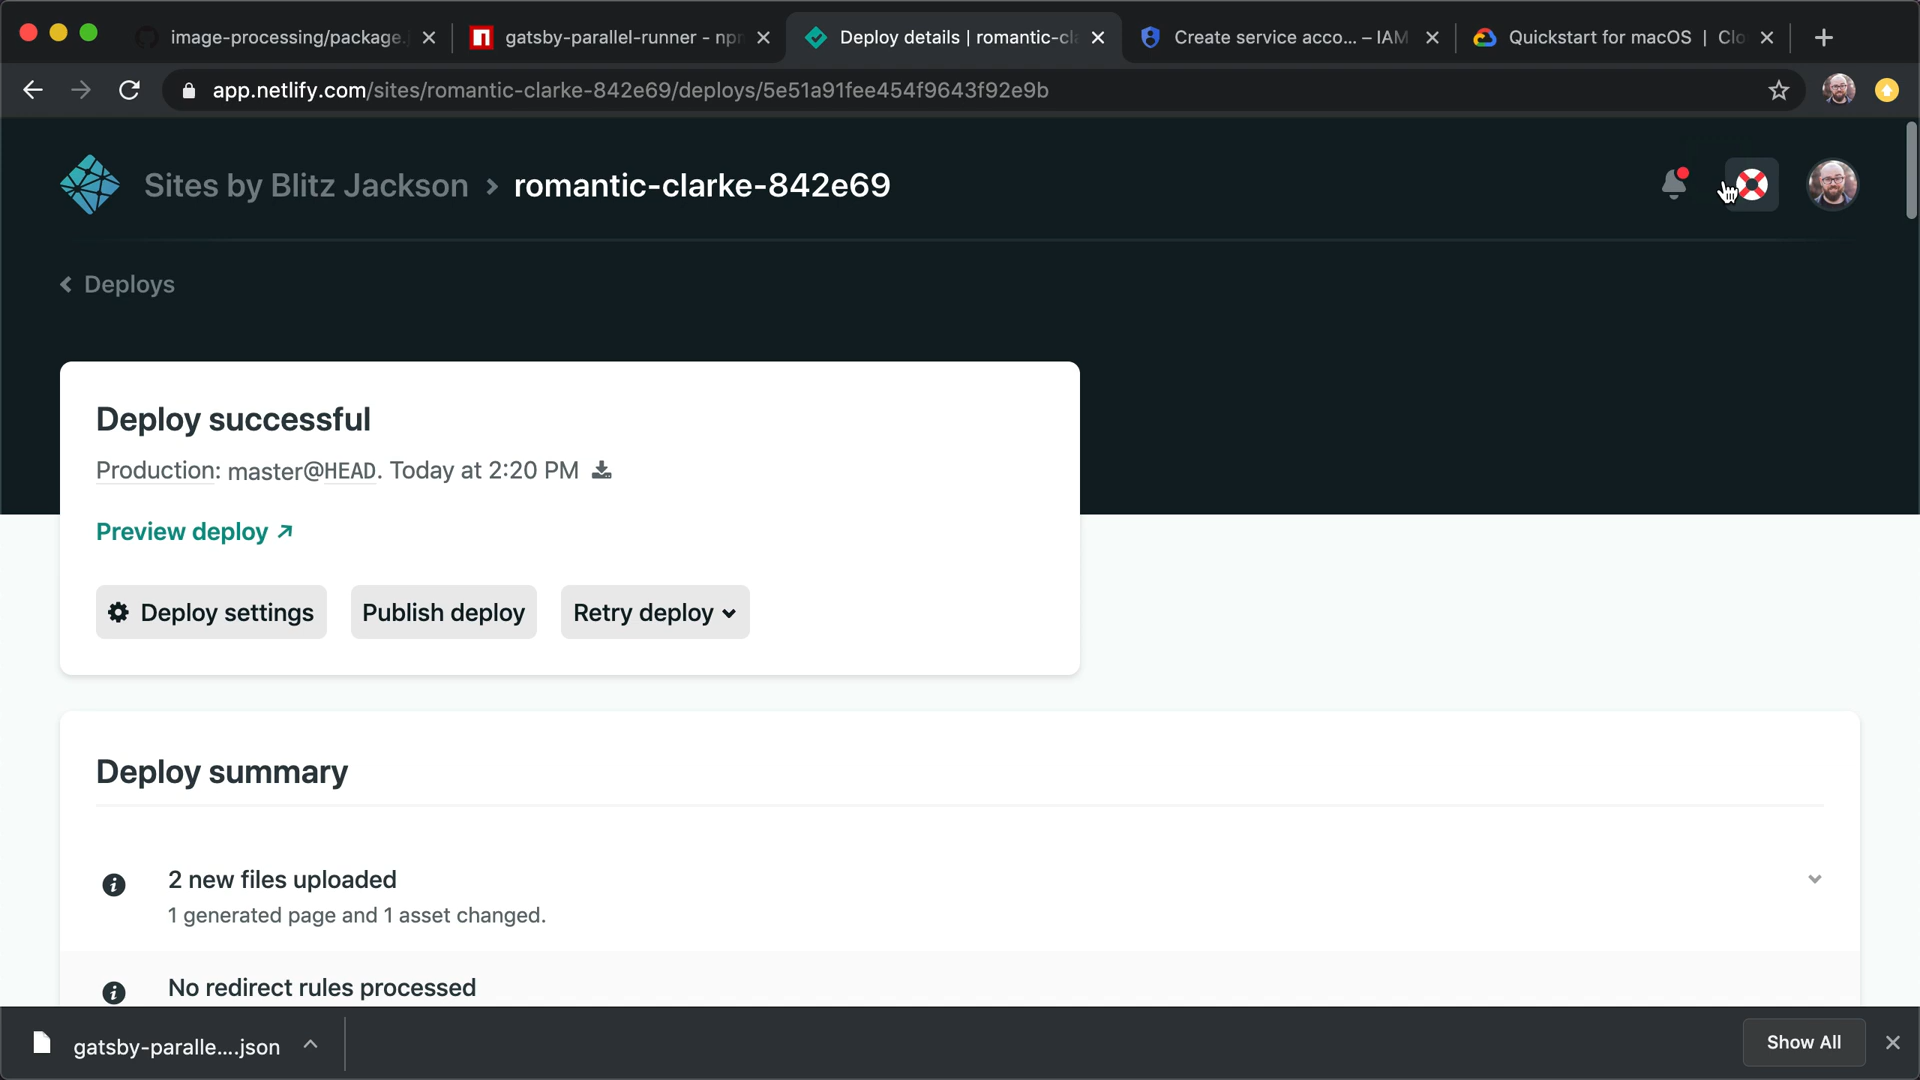 image-processing/package.
gatsby-parallel-runner - npm
Deploy details | romantic-cla
Create service acco... – IAM
Quickstart for macOS | Clo
app.netlify.com/sites/romantic-clarke-842e69/deploys/5e51a91fee454f9643f92e9b
Sites by Blitz Jackson > romantic-clarke-842e69
Deploys
Deploy successful
Production: master@HEAD. Today at 2:20 PM
Preview deploy ↗
Deploy settings
Publish deploy
Retry deploy
Deploy summary
2 new files uploaded
1 generated page and 1 asset changed.
No redirect rules processed
gatsby-paralle....json
Show All